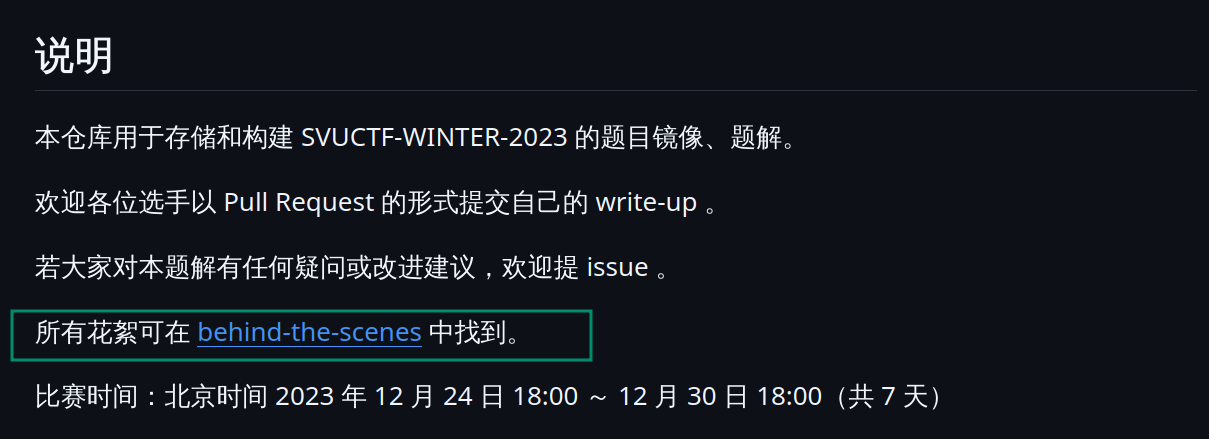 说明
本仓库用于存储和构建 SVUCTF-WINTER-2023 的题目镜像、题解。
欢迎各位选手以 Pull Request 的形式提交自己的 write-up 。
若大家对本题解有任何疑问或改进建议，欢迎提 issue 。
所有花絮可在 behind-the-scenes 中找到。
比赛时间：北京时间 2023 年 12 月 24 日 18:00 ～ 12 月 30 日 18:00（共 7 天）